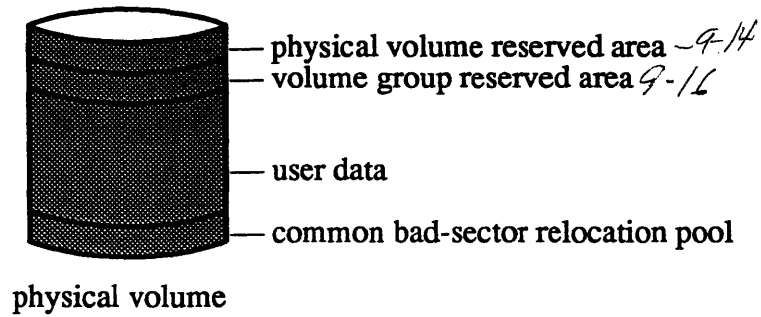 physical volume reserved area - 9-14
volume group reserved area 9-16
user data
common bad-sector relocation pool
physical volume